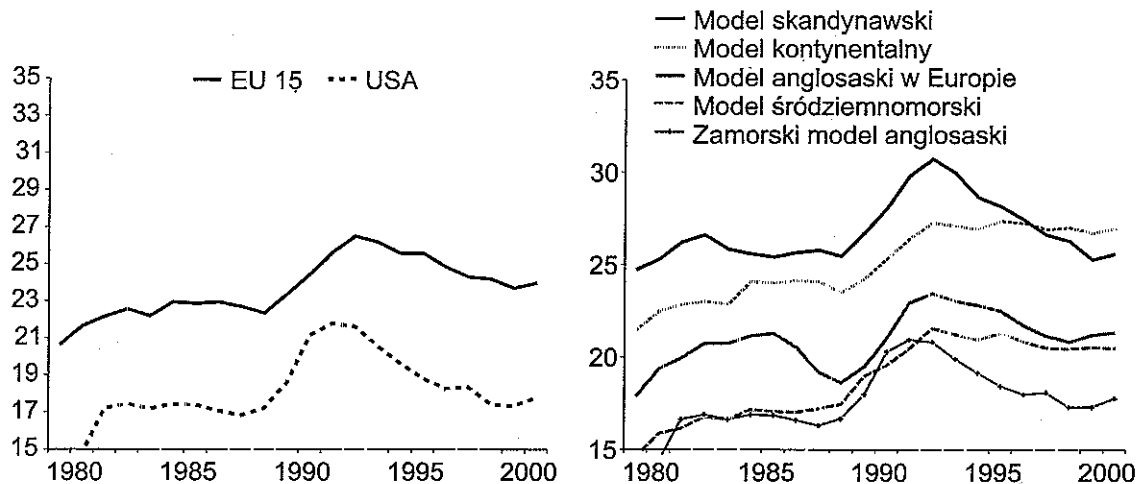 EU 15 USA
35
33
31
29
27
25
23
21
19
17
15
1980 1985 1990 1995 2000
Model skandynawski
Model kontynentalny
Model anglosaski w Europie
Model śródziemnomorski
Zamorski model anglosaski
35
30
25
20
15
1980 1985 1990 1995 2000